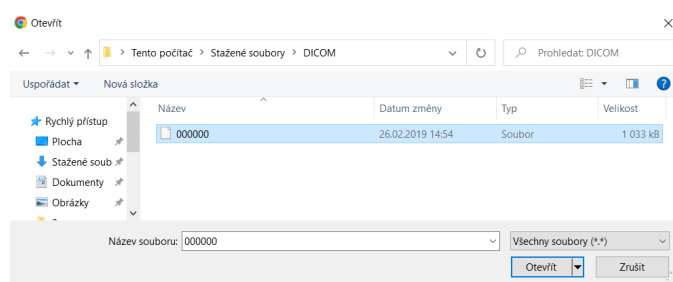 Otevřít
Tento počítač > Stažené soubory > DICOM
Prohledat: DICOM
Uspořádat
Nová složka
Název
Datum změny
Typ
Velikost
Rychlý přístup
Plocha
Stažené soub
Dokumenty
Obrázky
000000
26.02.2019 14:54
Soubor
1 033 kB
Název souboru:
000000
Všechny soubory (*.*)
Otevřít
Zrušit